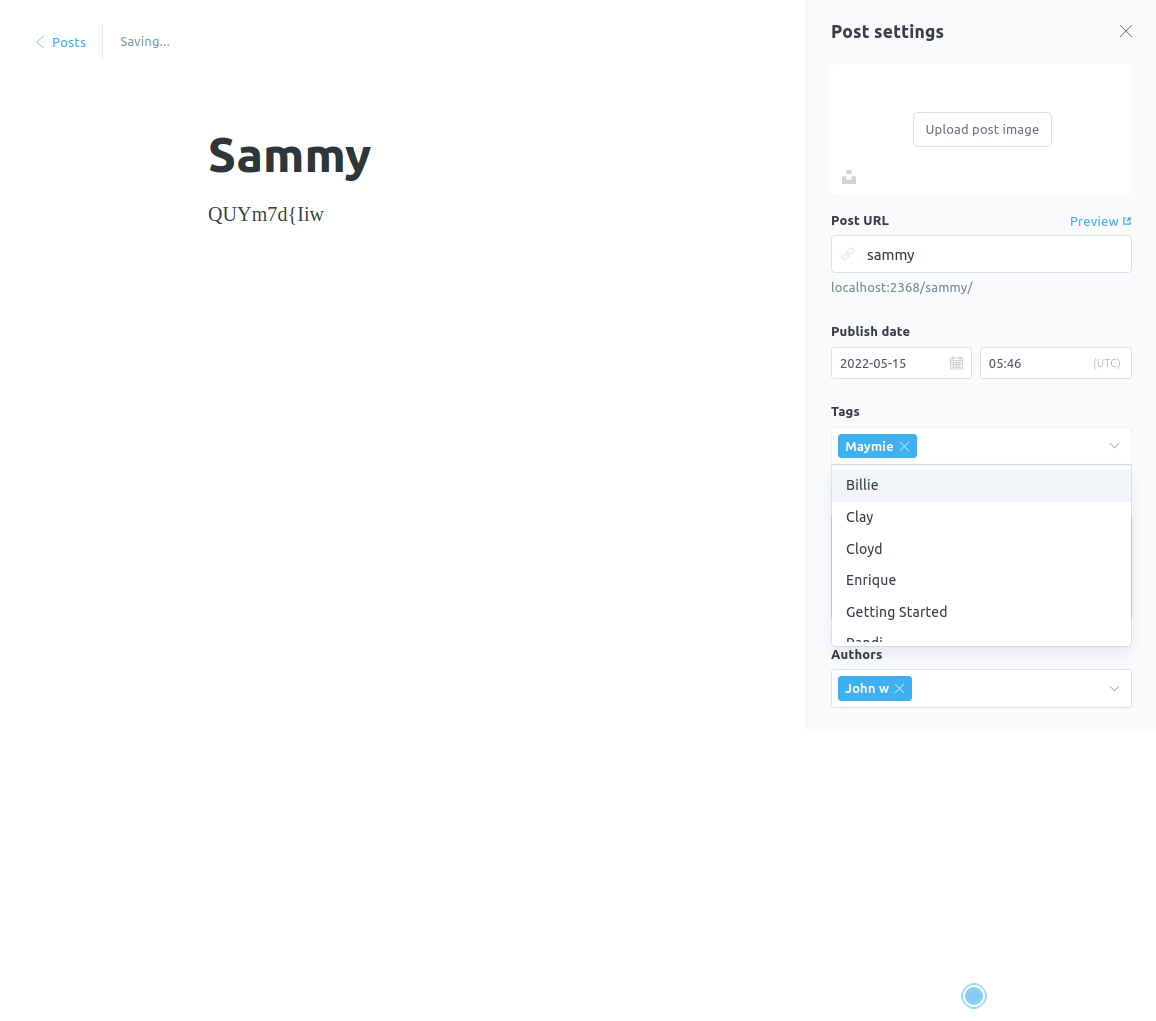 Posts
Saving...
Sammy
QUYm7d{Iiw
Post settings
Upload post image
Post URL
Preview
sammy
localhost:2368/sammy/
Publish date
2022-05-15
05:46
(UTC)
Tags
Maymie
Billie
Clay
Cloyd
Enrique
Getting Started
Authors
John w